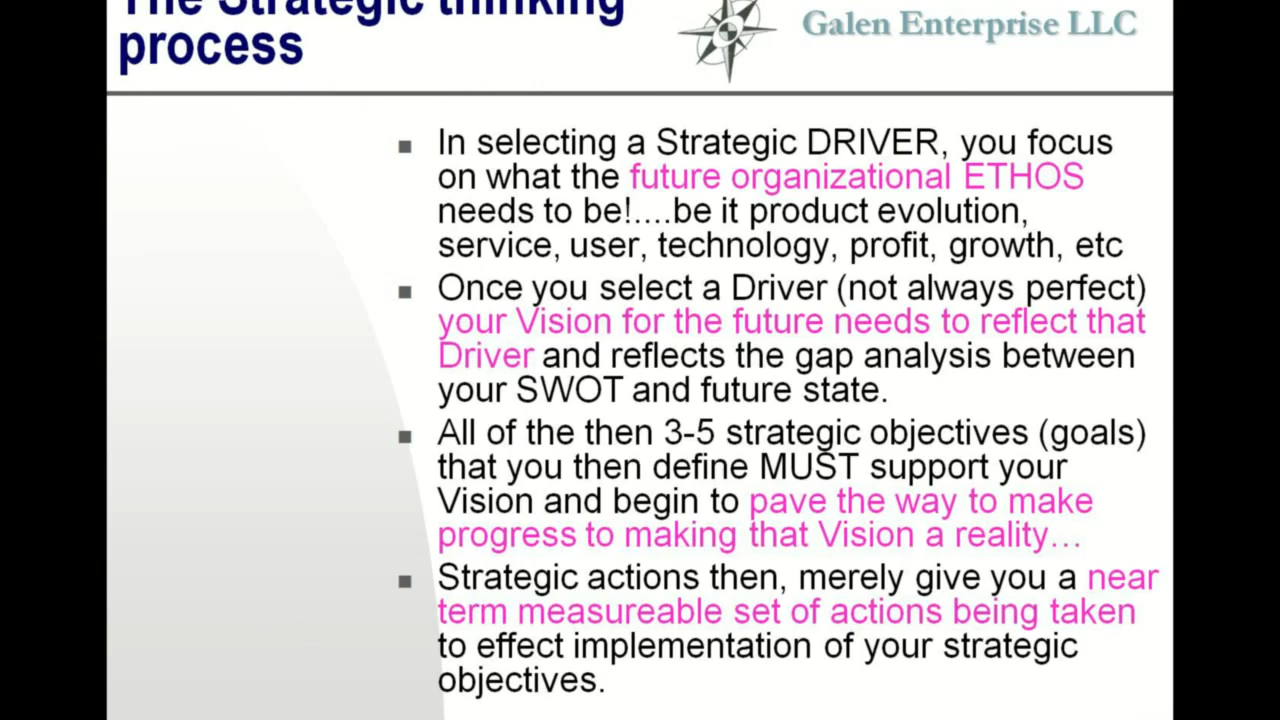 The Strategic thinking
process
Galen Enterprise LLC
In selecting a Strategic DRIVER, you focus
on what the future organizational ETHOS
needs to be!....be it product evolution,
service, user, technology, profit, growth, etc
Once you select a Driver (not always perfect)
your Vision for the future needs to reflect that
Driver and reflects the gap analysis between
your SWOT and future state.
All of the then 3-5 strategic objectives (goals)
that you then define MUST support your
Vision and begin to pave the way to make
progress to making that Vision a reality…
Strategic actions then, merely give you a near
term measureable set of actions being taken
to effect implementation of your strategic
objectives.